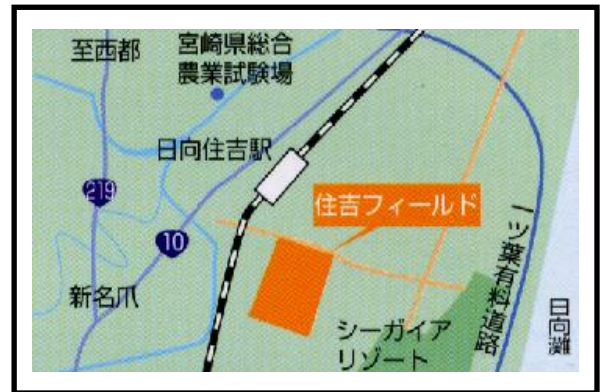 至西都
宮崎県総合
農業試験場
日向住吉駅
219
住吉フィールド
10
一ツ葉有料道路
新名爪
日向灘
シーガイア
リゾート